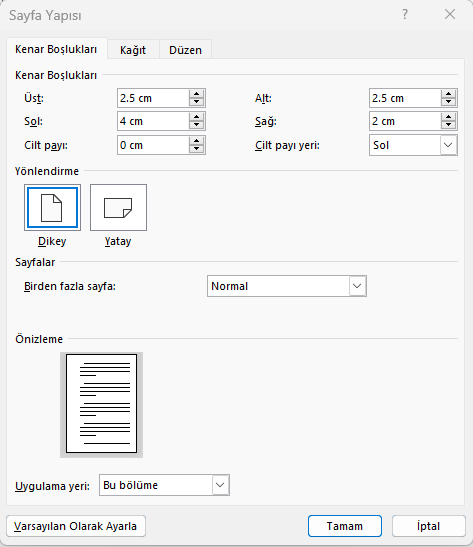 Sayfa Yapısı ? ×
Kenar Boşlukları Kağıt Düzen
Kenar Boşlukları
Üst: 2.5 cm Alt: 2.5 cm
Sol: 4 cm Sağ: 2 cm
Cilt payı: 0 cm Cilt payı yeri: Sol
Yönlendirme
Dikey Yatay
Sayfalar
Birden fazla sayfa: Normal
Önizleme
Uygulama yeri: Bu bölüme
Varsayılan Olarak Ayarla Tamam İptal